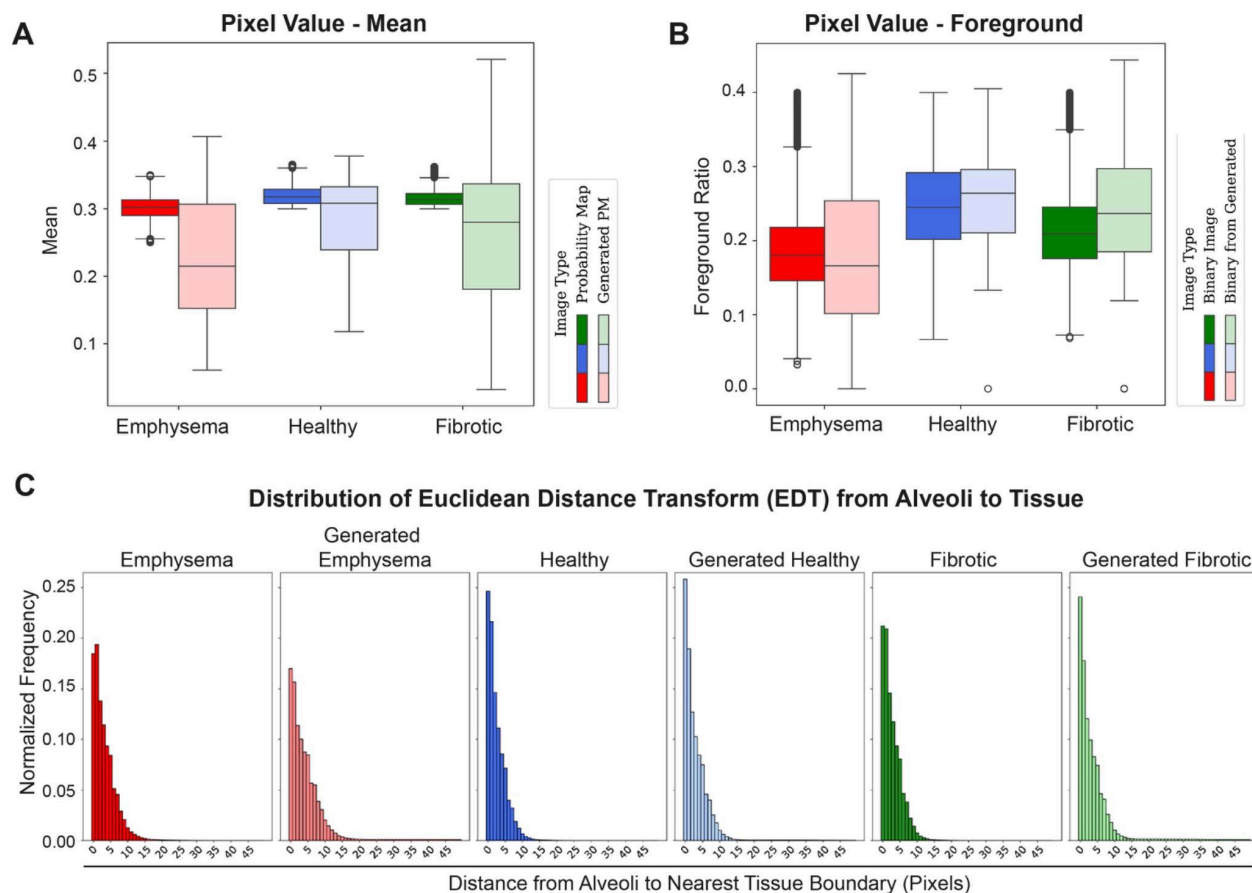 A
Pixel Value - Mean
Mean
0.5
0.4
0.3
0.2
0.1
Emphysema Healthy Fibrotic
Image Type
Probability Map
Generated PM
B
Pixel Value - Foreground
Foreground Ratio
0.4
0.3
0.2
0.1
0.0
Emphysema Healthy Fibrotic
Image Type
Binary Image
Binary from Generated
C
Distribution of Euclidean Distance Transform (EDT) from Alveoli to Tissue
Emphysema
Generated
Emphysema
Healthy
Generated Healthy
Fibrotic
Generated Fibrotic
Normalized Frequency
0.25
0.20
0.15
0.10
0.05
0.00
0 5 10 15 20 25 30 35 40 45
0 5 10 15 20 25 30 35 40 45
0 5 10 15 20 25 30 35 40 45
0 5 10 15 20 25 30 35 40 45
0 5 10 15 20 25 30 35 40 45
0 5 10 15 20 25 30 35 40 45
Distance from Alveoli to Nearest Tissue Boundary (Pixels)